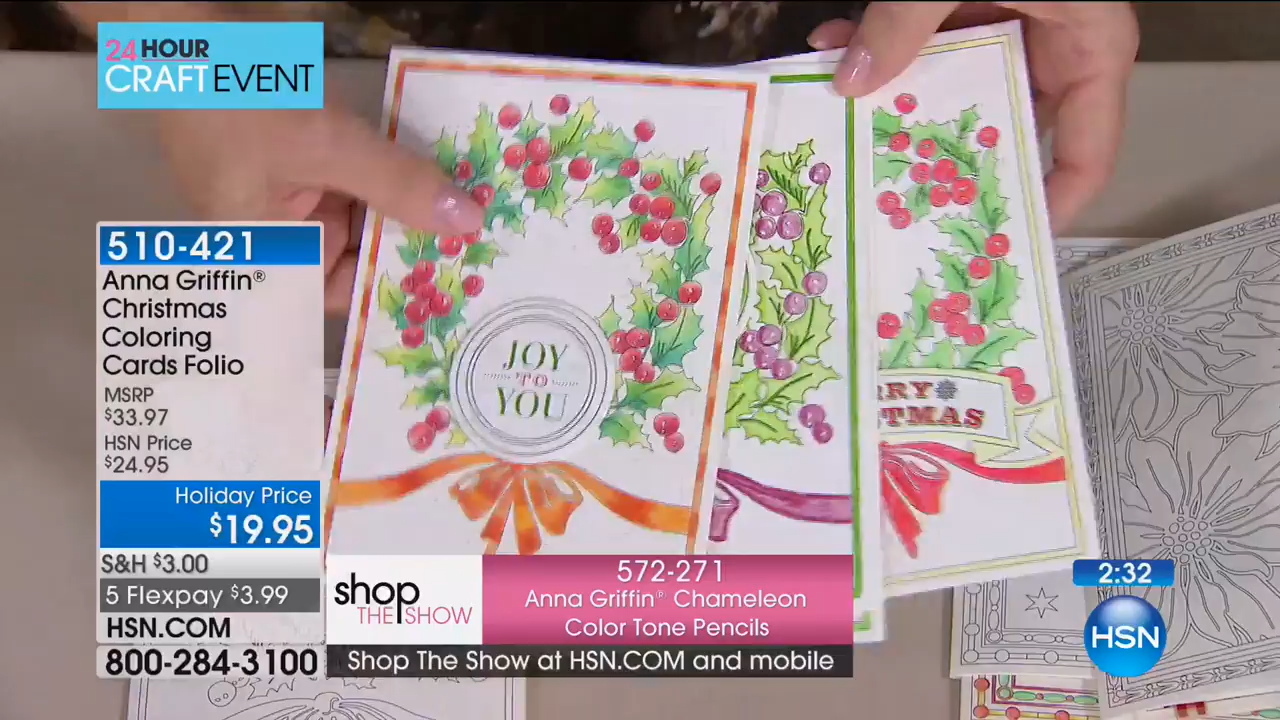 24 HOUR
CRAFT EVENT
510-421
Anna Griffin®
Christmas
Coloring
Cards Folio
MSRP
$33.97
HSN Price
$24.95
Holiday Price
$19.95
S&H $3.00
5 Flexpay $3.99
HSN.COM
800-284-3100
JOY
TO
YOU
RRY
TMAS
shop
THE SHOW
572-271
Anna Griffin® Chameleon
Color Tone Pencils
Shop The Show at HSN.COM and mobile
2:32
HSN